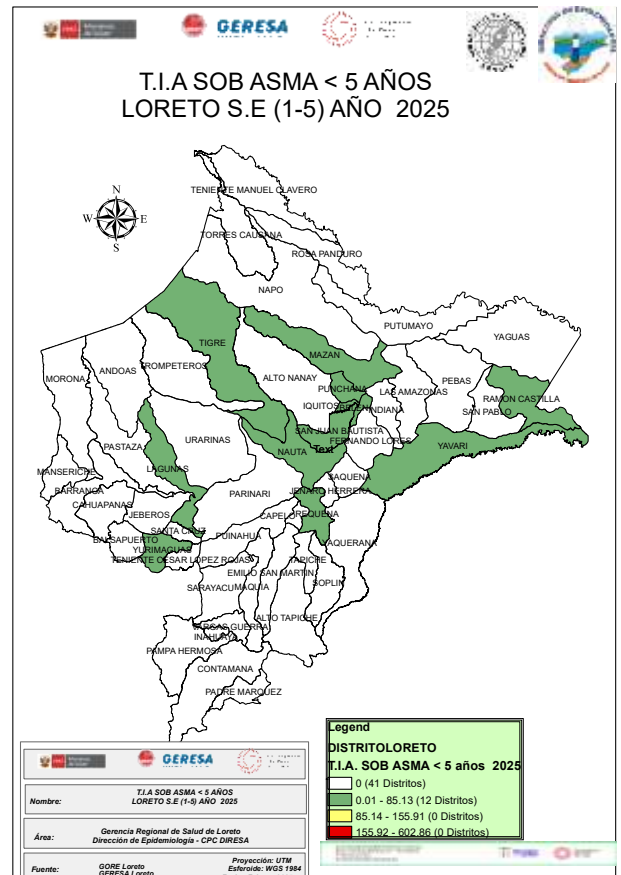 GERESA
T.I.A SOB ASMA < 5 AÑOS
LORETO S.E (1-5) AÑO 2025
N
W E
S
TENIENTE MANUEL CLAVERO
TORRES CAUSANA
ROSA PANDURO
NAPO
PUTUMAYO
YAGUAS
TIGRE
MAZAN
TROMPETEROS
ANDOAS
MORONA
ALTO NANAY
PUNCHANA
LAS AMAZONAS
PEBAS
RAMON CASTILLA
IQUITOS
BELEN
INDIANA
SAN PABLO
SAN JUAN BAUTISTA
FERNANDO LORES
URARINAS
PASTAZA
NAUTA
Text
YAVARI
LAGUNAS
MANSERICHE
SAQUENA
BARRANCA
PARINARI
JENARO HERRERA
CAHUAPANAS
JEBEROS
CAPELO
REQUENA
SANTA CRUZ
PUINAHUA
BALSAPUERTO
YURIMAGUAS
YAQUERANA
TENIENTE CESAR LOPEZ ROJAS
TAPICHE
EMILIO SAN MARTIN
SOPLIN
SARAYACU
MAQUIA
ALTO TAPICHE
VARGAS GUERRA
INAHUAYA
PAMPA HERMOSA
CONTAMANA
PADRE MARQUEZ
Legend
DISTRITOLORETO
T.I.A. SOB ASMA < 5 años 2025
0 (41 Distritos)
0.01 - 85.13 (12 Distritos)
85.14 - 155.91 (0 Distritos)
155.92 - 602.86 (0 Distritos)
GERESA
Nombre:
T.I.A SOB ASMA < 5 AÑOS
LORETO S.E (1-5) AÑO 2025
Área:
Gerencia Regional de Salud de Loreto
Dirección de Epidemiología - CPC DIRESA
Fuente:
GORE Loreto
GERESA Loreto
Proyección: UTM
Esferoide: WGS 1984